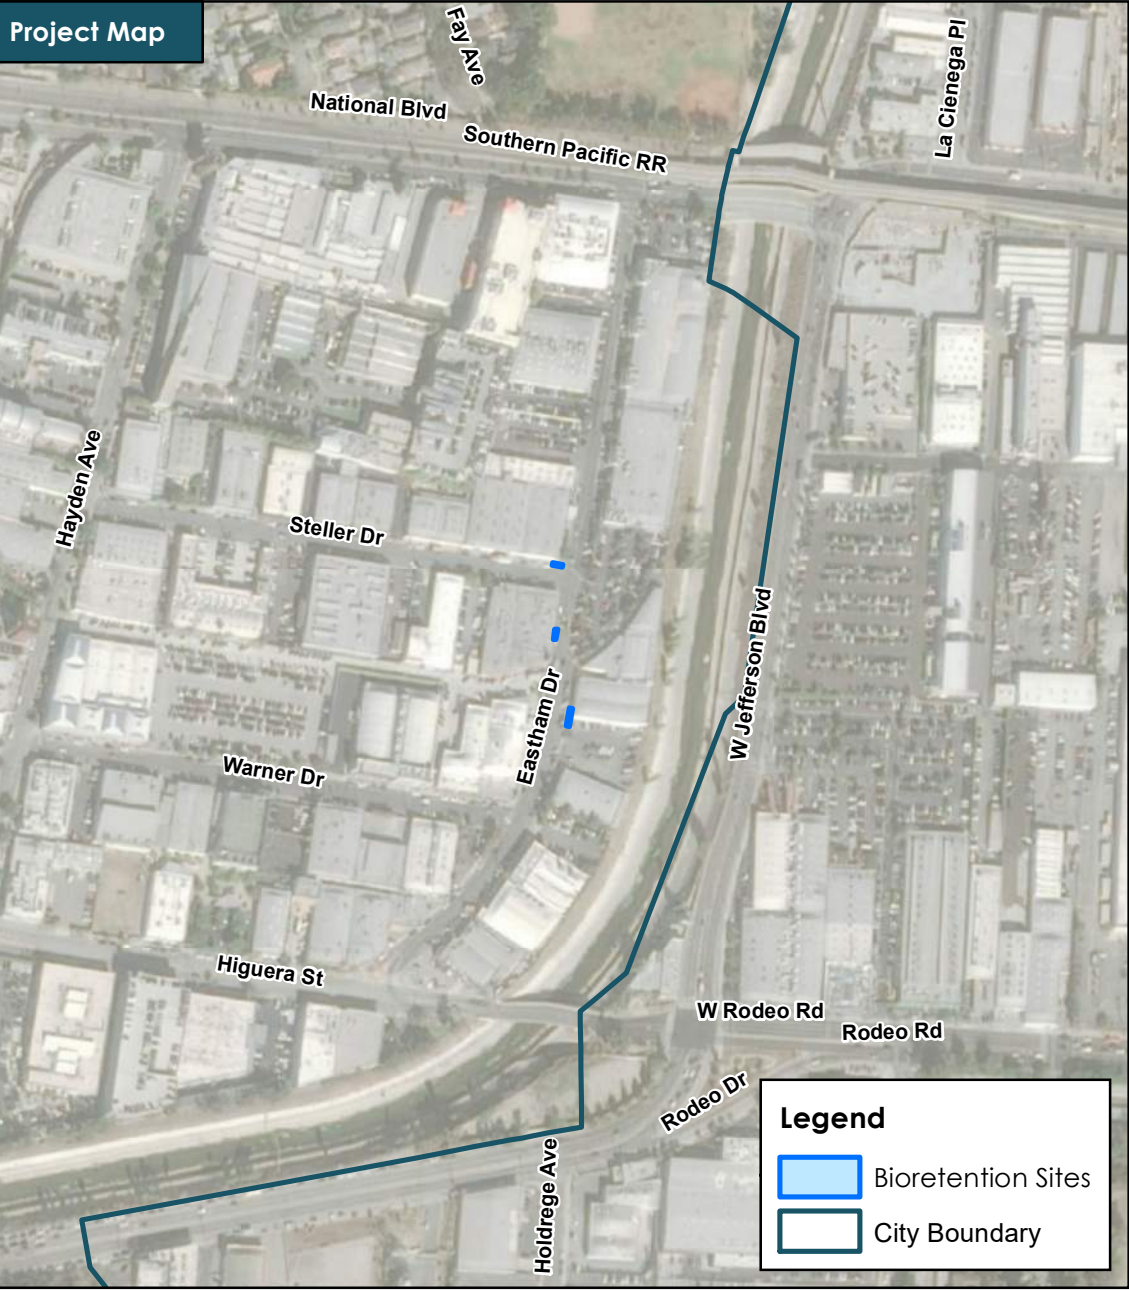 Project Map
Fay Ave
La Cienega Pl
National Blvd
Southern Pacific RR
Hayden Ave
Steller Dr
W Jefferson Blvd
Eastham Dr
Warner Dr
Higuera St
W Rodeo Rd
Rodeo Rd
Rodeo Dr
Holdrege Ave
Legend
Bioretention Sites
City Boundary